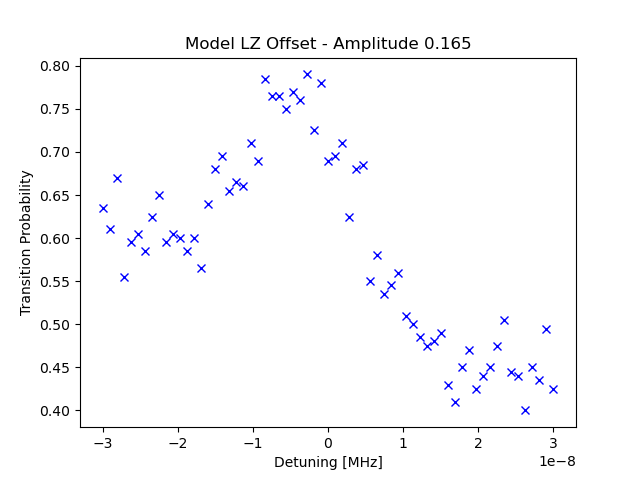 Model LZ Offset - Amplitude 0.165
Transition Probability
0.80
0.75
0.70
0.65
0.60
0.55
0.50
0.45
0.40
−3 −2 −1 0 1 2 3
1e−8
Detuning [MHz]